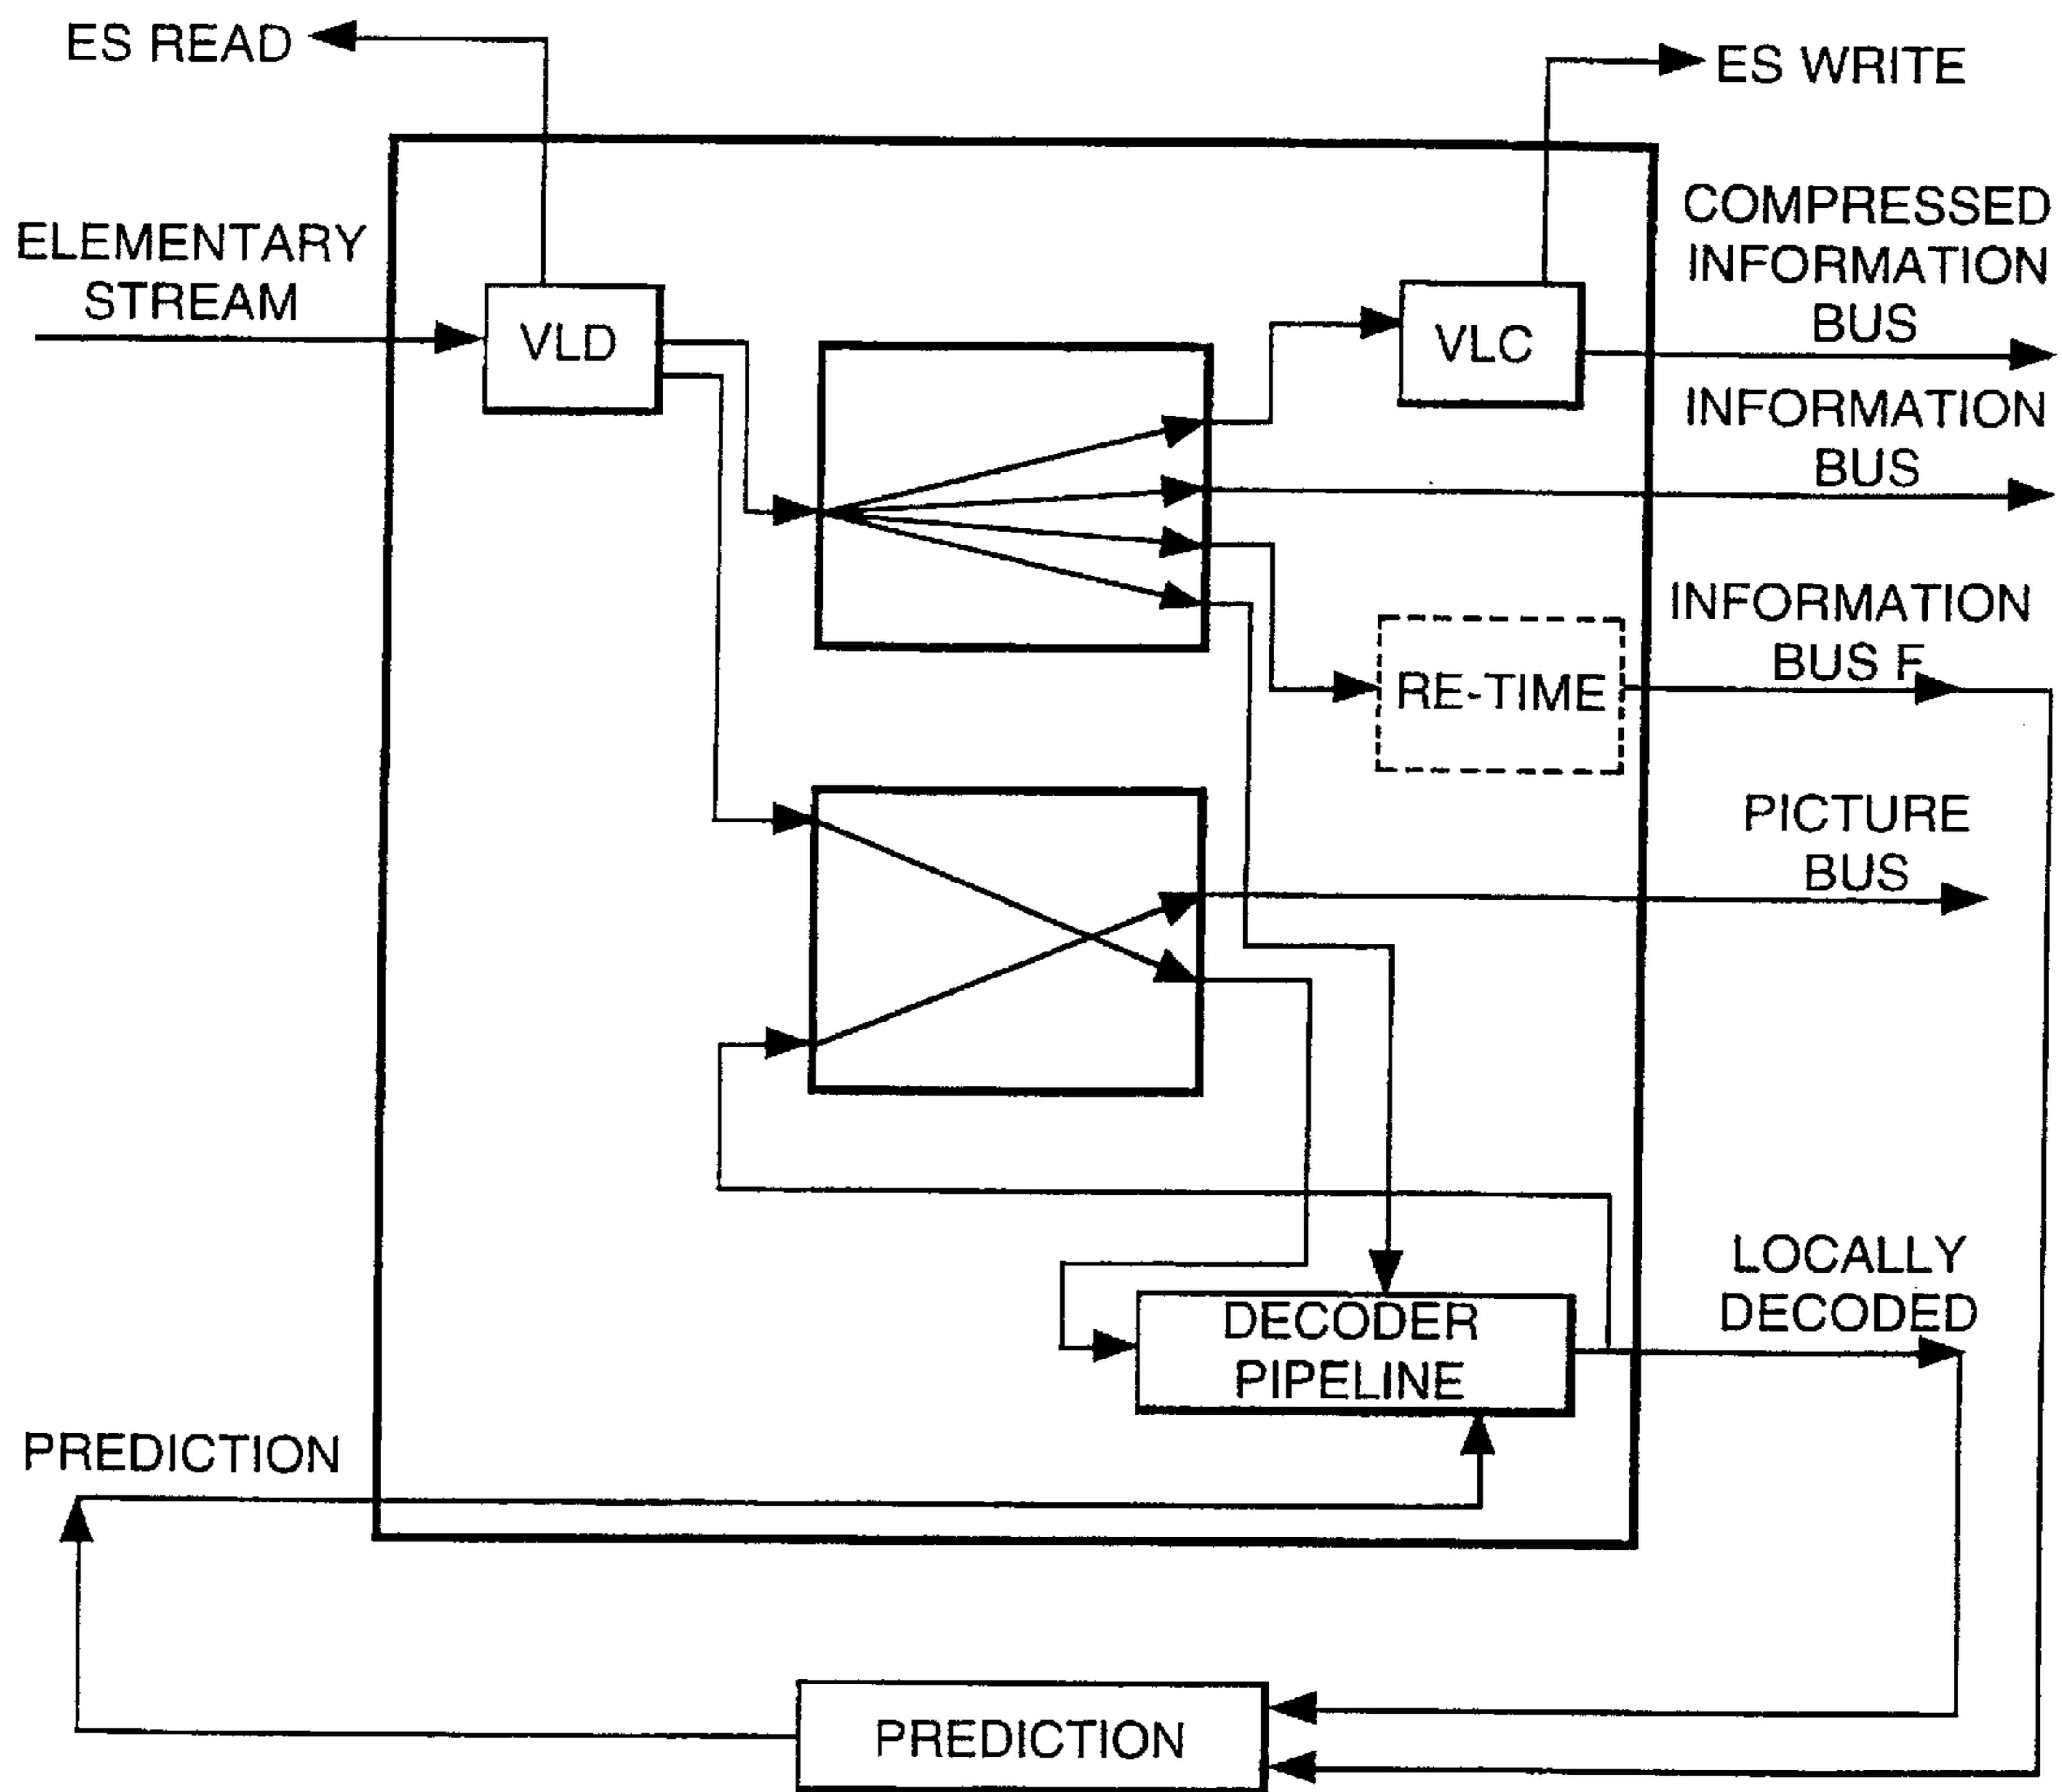 ES READ
ES WRITE
ELEMENTARY
STREAM
VLD
VLC
COMPRESSED
INFORMATION
BUS
INFORMATION
BUS
INFORMATION
BUS F
RE-TIME
PICTURE
BUS
LOCALLY
DECODED
DECODER
PIPELINE
PREDICTION
PREDICTION